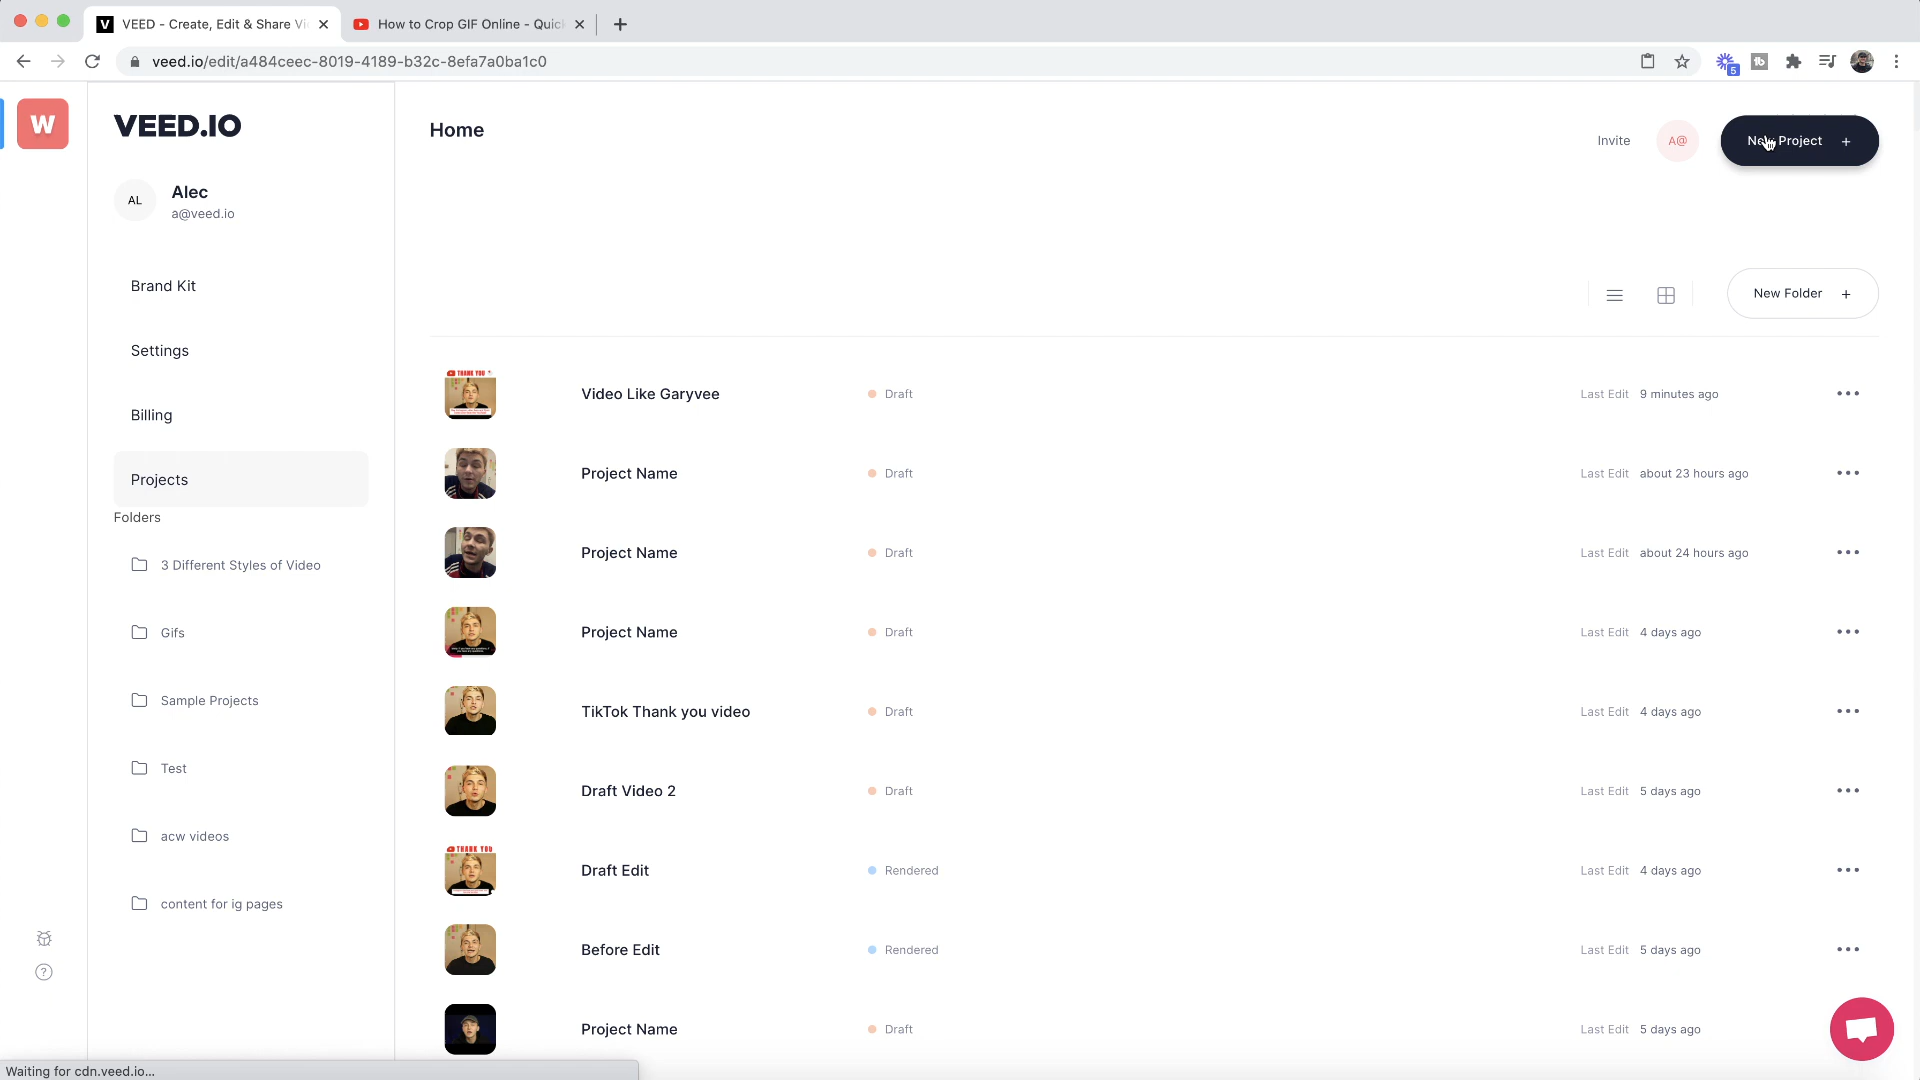 VEED - Create, Edit & Share Vi
How to Crop GIF Online - Quick
veed.io/edit/a484ceec-8019-4189-b32c-8efa7a0ba1c0
5
W
VEED.IO
AL
Alec
a@veed.io
Brand Kit
Settings
Billing
Projects
Folders
3 Different Styles of Video
Gifs
Sample Projects
Test
acw videos
content for ig pages
Home
Invite
A@
New Project +
New Folder +
THANK YOU
Video Like Garyvee
Draft
Last Edit 9 minutes ago
Project Name
Draft
Last Edit about 23 hours ago
Project Name
Draft
Last Edit about 24 hours ago
Project Name
Draft
Last Edit 4 days ago
TikTok Thank you video
Draft
Last Edit 4 days ago
Draft Video 2
Draft
Last Edit 5 days ago
THANK YOU
Draft Edit
Rendered
Last Edit 4 days ago
Before Edit
Rendered
Last Edit 5 days ago
Project Name
Draft
Last Edit 5 days ago
Waiting for cdn.veed.io...